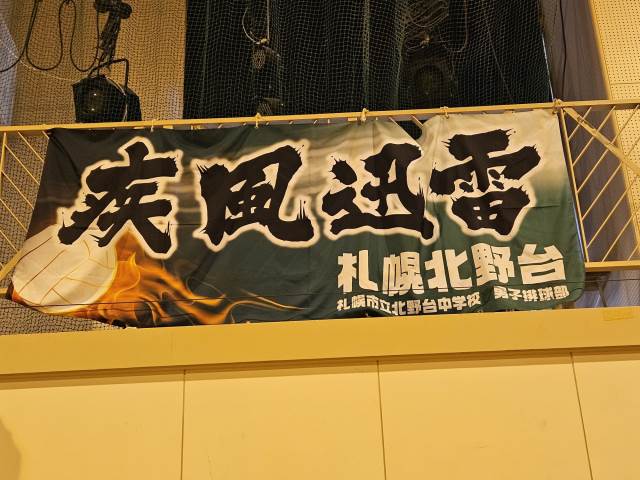 疾風迅雷
札幌北野台
札幌市立北野台中学校 男子排球部